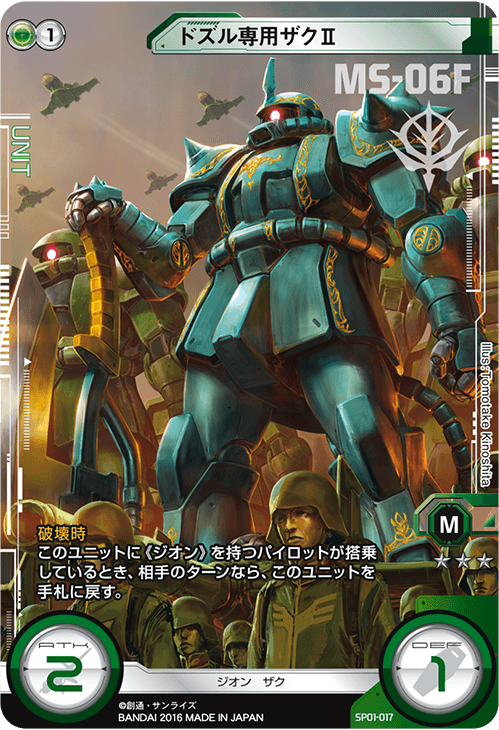 1
ドズル専用ザクⅡ
MS-06F
UNIT
Illus:Tomotake Kinoshita
M
破壊時
このユニットに《ジオン》を持つパイロットが搭乗
しているとき、相手のターンなら、このユニットを
手札に戻す。
ATK
2
DEF
1
ジオン ザク
©創通・サンライズ
BANDAI 2016 MADE IN JAPAN
SP01-017